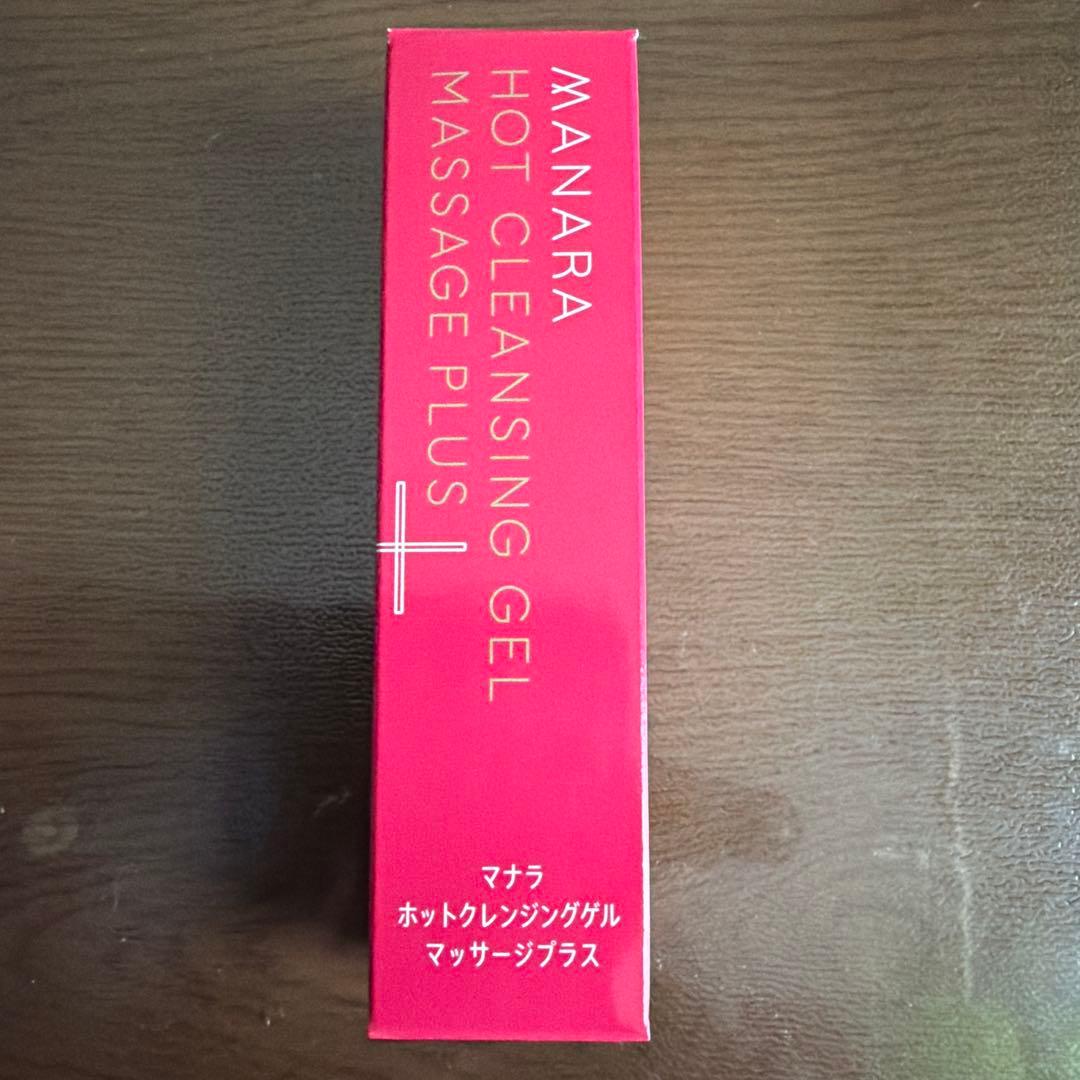 MANARA
HOT CLEANSING GEL
MASSAGE PLUS
マナラ
ホットクレンジングゲル
マッサージプラス